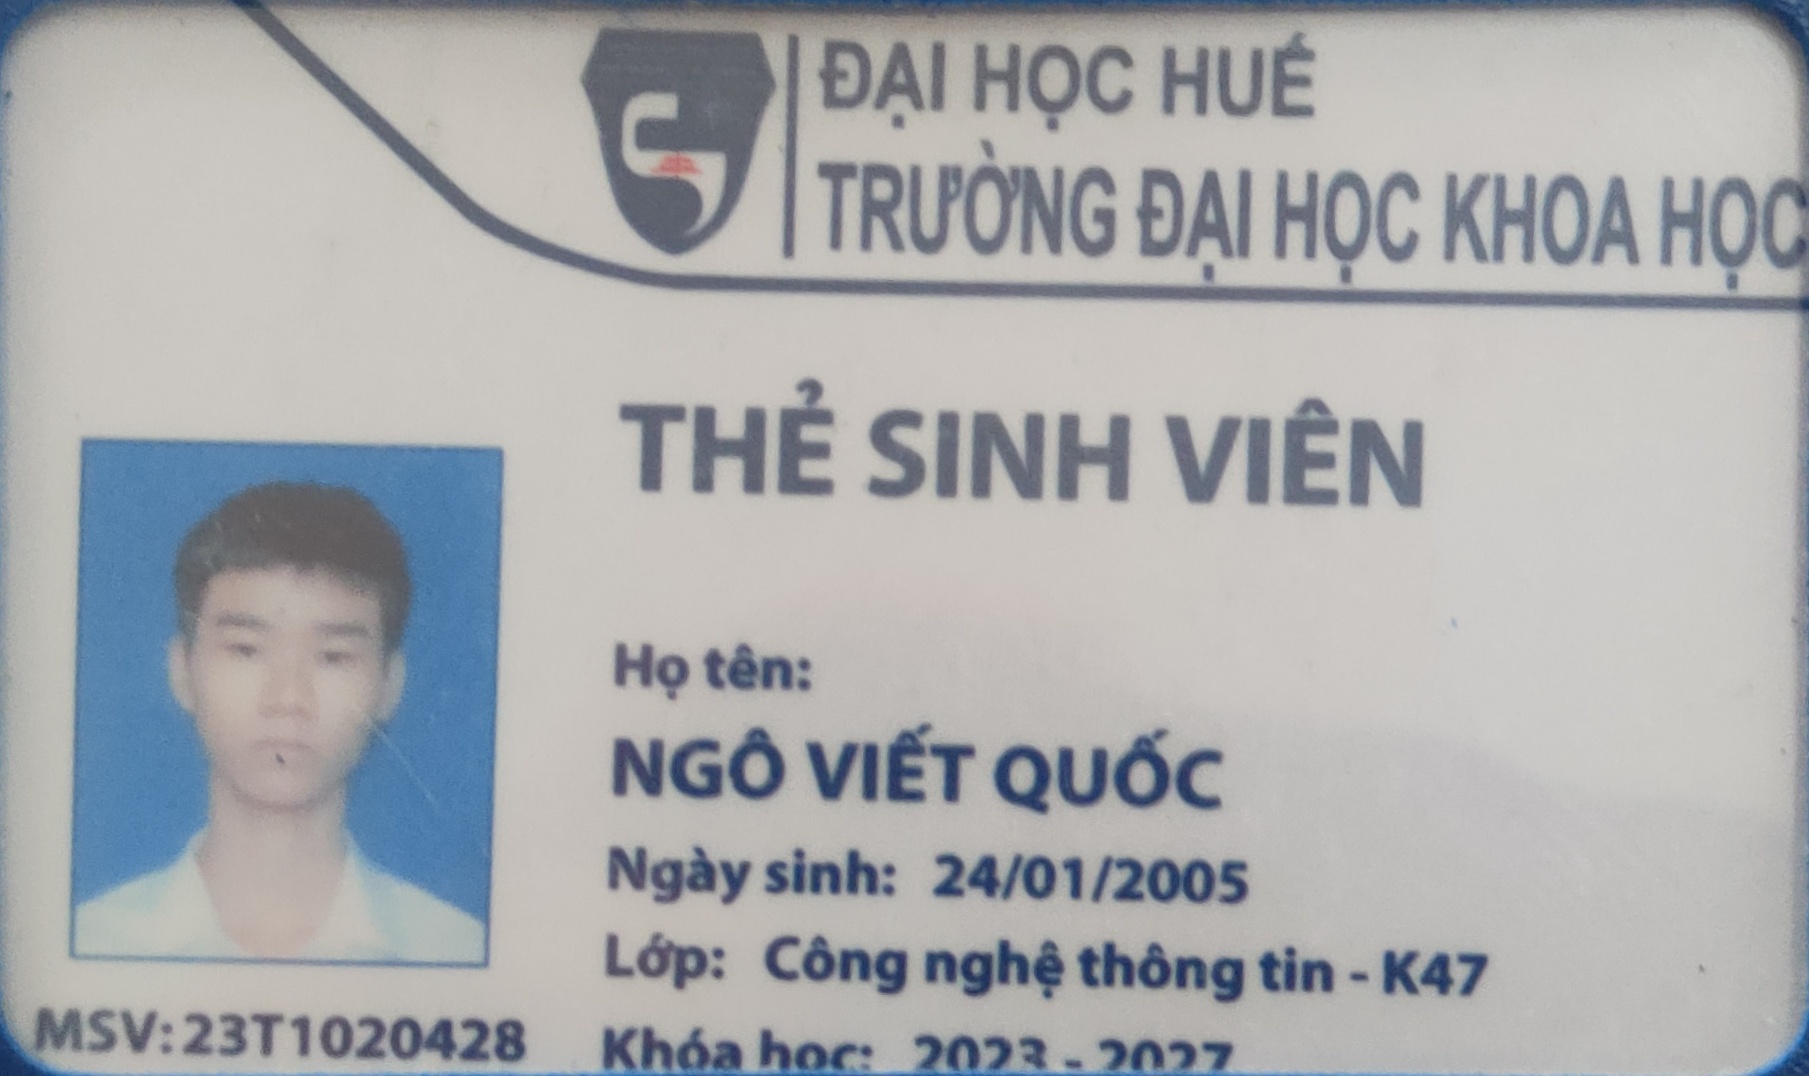 ĐẠI HỌC HUẾ
TRƯỜNG ĐẠI HỌC KHOA HỌC
THẺ SINH VIÊN
Họ tên:
NGÔ VIẾT QUỐC
Ngày sinh: 24/01/2005
Lớp: Công nghệ thông tin - K47
MSV:23T1020428
Khóa học: 2023 - 2027